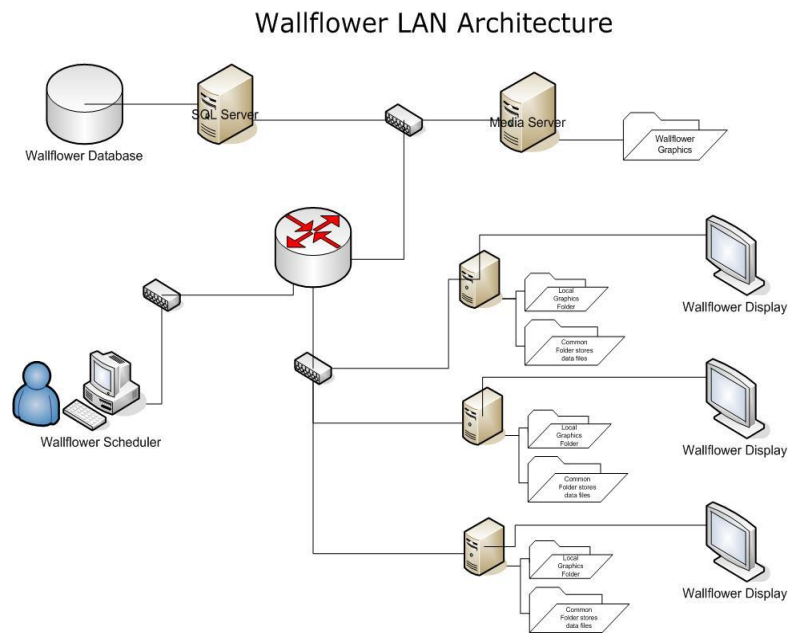 Wallflower LAN Architecture
SQL Server
Media Server
Wallflower Database
Wallflower
Graphics
Local
Graphics
Folder
Wallflower Display
Common
Folder stores
data files
Wallflower Scheduler
Local
Graphics
Folder
Wallflower Display
Common
Folder stores
data files
Local
Graphics
Folder
Wallflower Display
Common
Folder stores
data files